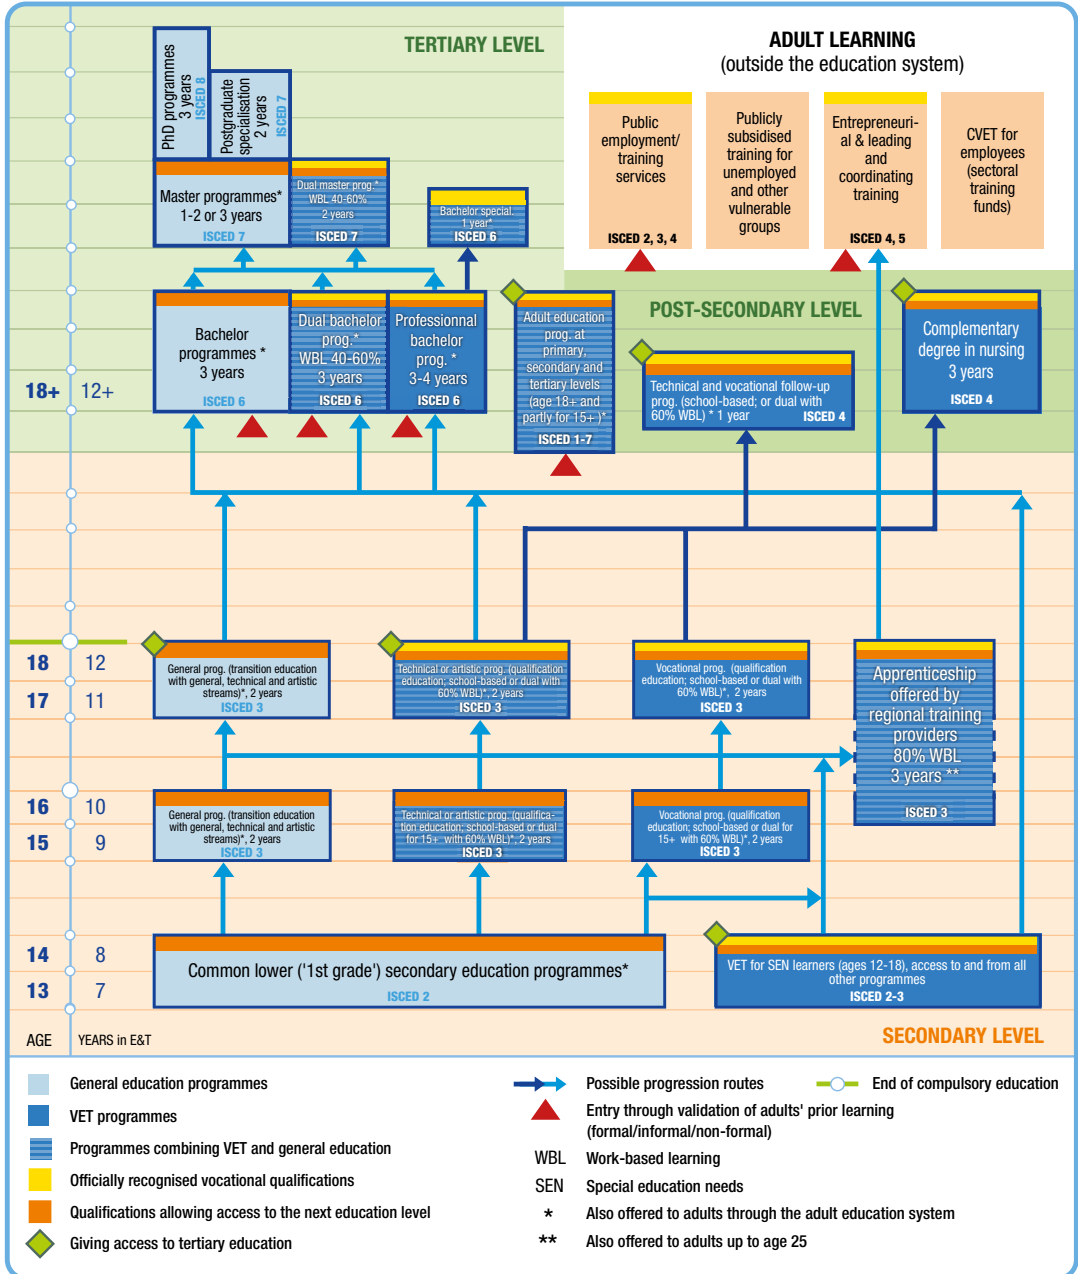 TERTIARY LEVEL
ADULT LEARNING
(outside the education system)
PhD programmes
3 years
ISCED 8
Postgraduate
specialisation
2 years
ISCED 7
Public
employment/
training
services
ISCED 2, 3, 4
Publicly
subsidised
training for
unemployed
and other
vulnerable
groups
Entrepreneuri-
al & leading
and
coordinating
training
ISCED 4, 5
CVET for
employees
(sectoral
training
funds)
Master programmes*
1-2 or 3 years
ISCED 7
Dual master prog.*
WBL 40-60%
2 years
ISCED 7
Bachelor special.
1 year*
ISCED 6
POST-SECONDARY LEVEL
18+ 12+
Bachelor
programmes *
3 years
ISCED 6
Dual bachelor
prog.*
WBL 40-60%
3 years
ISCED 6
Professionnal
bachelor
prog. *
3-4 years
ISCED 6
Adult education
prog. at
primary,
secondary and
tertiary levels
(age 18+ and
partly for 15+ )*
ISCED 1-7
Technical and vocational follow-up
prog. (school-based; or dual with
60% WBL) * 1 year ISCED 4
Complementary
degree in nursing
3 years
ISCED 4
18 12
17 11
General prog. (transition education
with general, technical and artistic
streams)*, 2 years
ISCED 3
Technical or artistic prog. (qualification
education; school-based or dual with
60% WBL)*, 2 years
ISCED 3
Vocational prog. (qualification
education; school-based or dual with
60% WBL)*, 2 years
ISCED 3
Apprenticeship
offered by
regional training
providers
80% WBL
3 years **
ISCED 3
16 10
15 9
General prog. (transition education
with general, technical and artistic
streams)*, 2 years
ISCED 3
Technical or artistic prog. (qualifica-
tion education; school-based or dual
for 15+ with 60% WBL)*, 2 years
ISCED 3
Vocational prog. (qualification
education; school-based or dual for
15+ with 60% WBL)*, 2 years
ISCED 3
14 8
13 7
Common lower ('1st grade') secondary education programmes*
ISCED 2
VET for SEN learners (ages 12-18), access to and from all
other programmes
ISCED 2-3
AGE YEARS in E&T
SECONDARY LEVEL
General education programmes
VET programmes
Programmes combining VET and general education
Officially recognised vocational qualifications
Qualifications allowing access to the next education level
Giving access to tertiary education
Possible progression routes
End of compulsory education
Entry through validation of adults' prior learning
(formal/informal/non-formal)
WBL Work-based learning
SEN Special education needs
* Also offered to adults through the adult education system
** Also offered to adults up to age 25